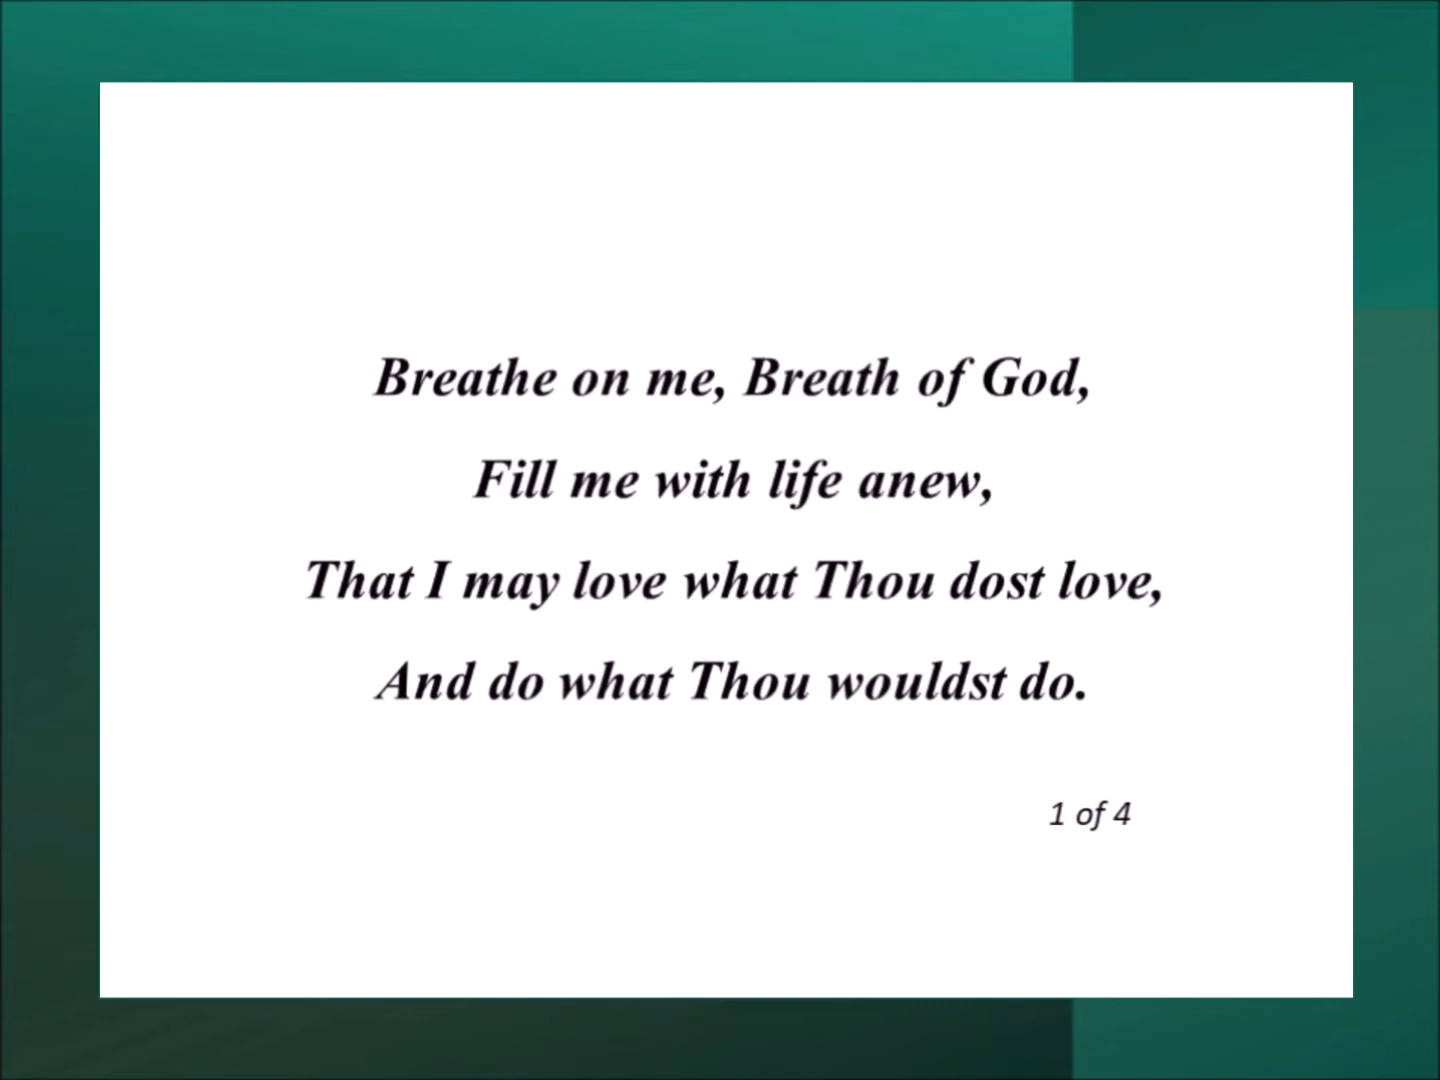 Breathe on me, Breath of God,
Fill me with life anew,
That I may love what Thou dost love,
And do what Thou wouldst do.
1 of 4